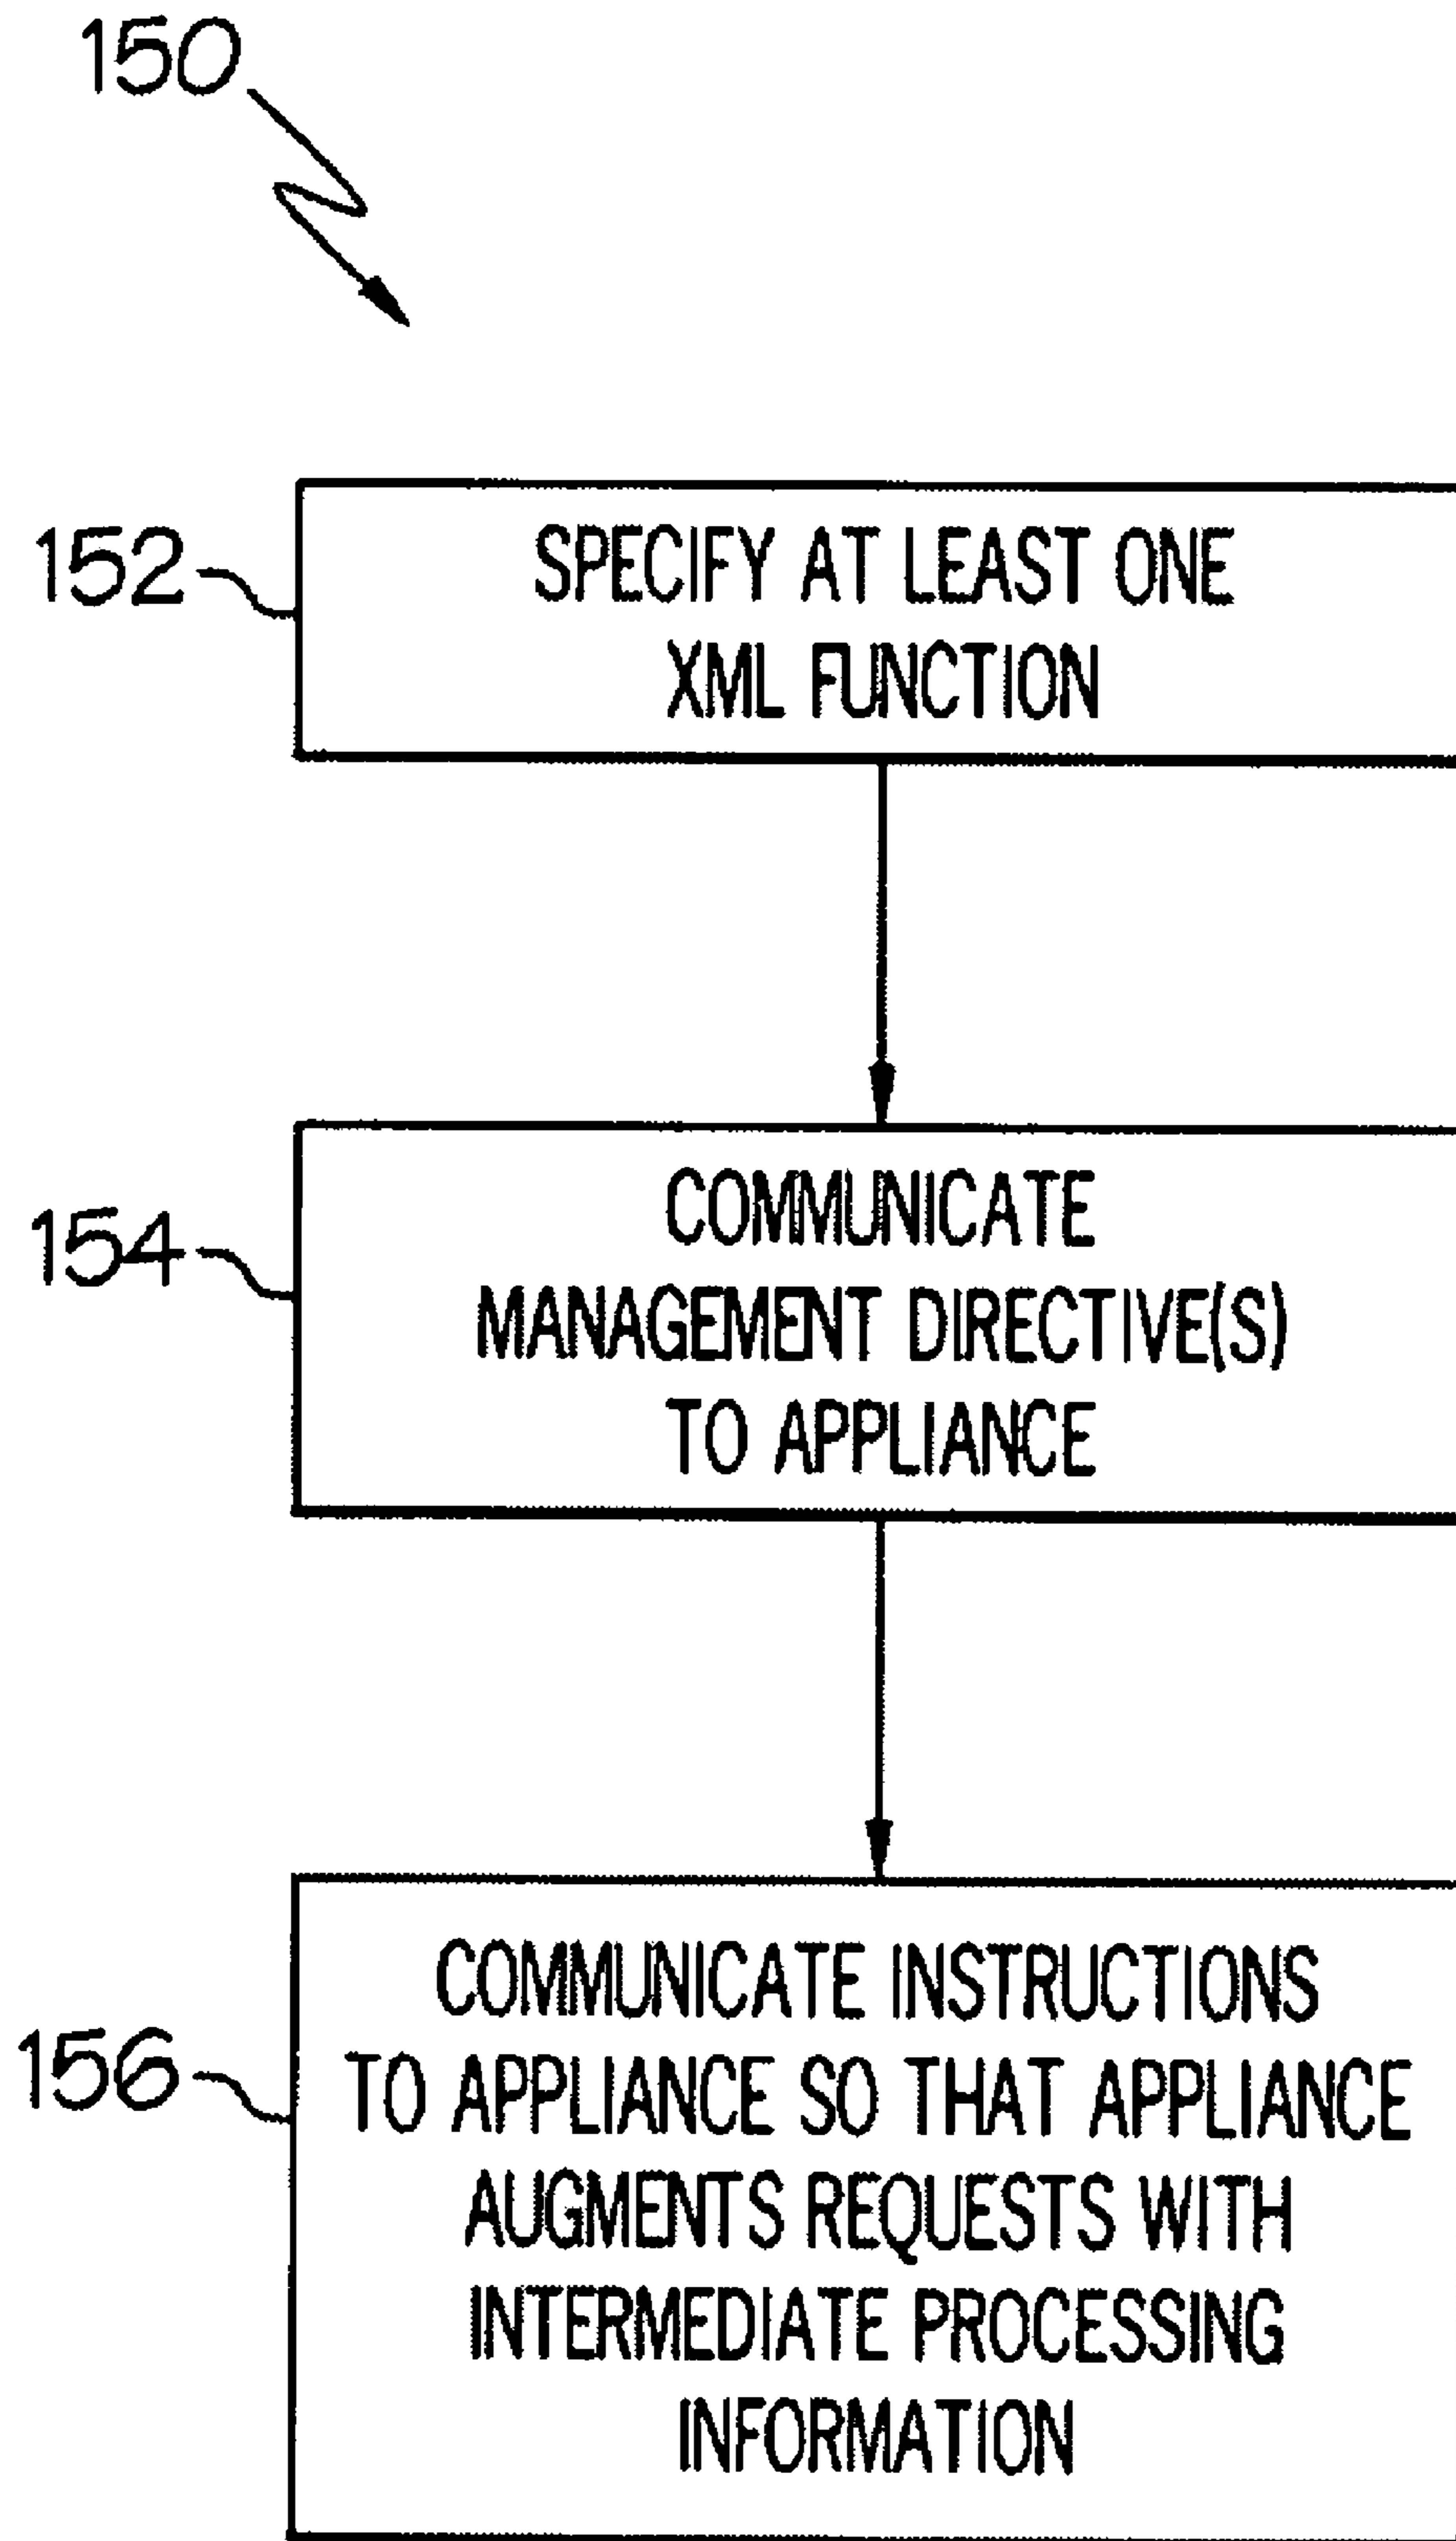 150
152
SPECIFY AT LEAST ONE
XML FUNCTION
154
COMMUNICATE
MANAGEMENT DIRECTIVE(S)
TO APPLIANCE
156
COMMUNICATE INSTRUCTIONS
TO APPLIANCE SO THAT APPLIANCE
AUGMENTS REQUESTS WITH
INTERMEDIATE PROCESSING
INFORMATION